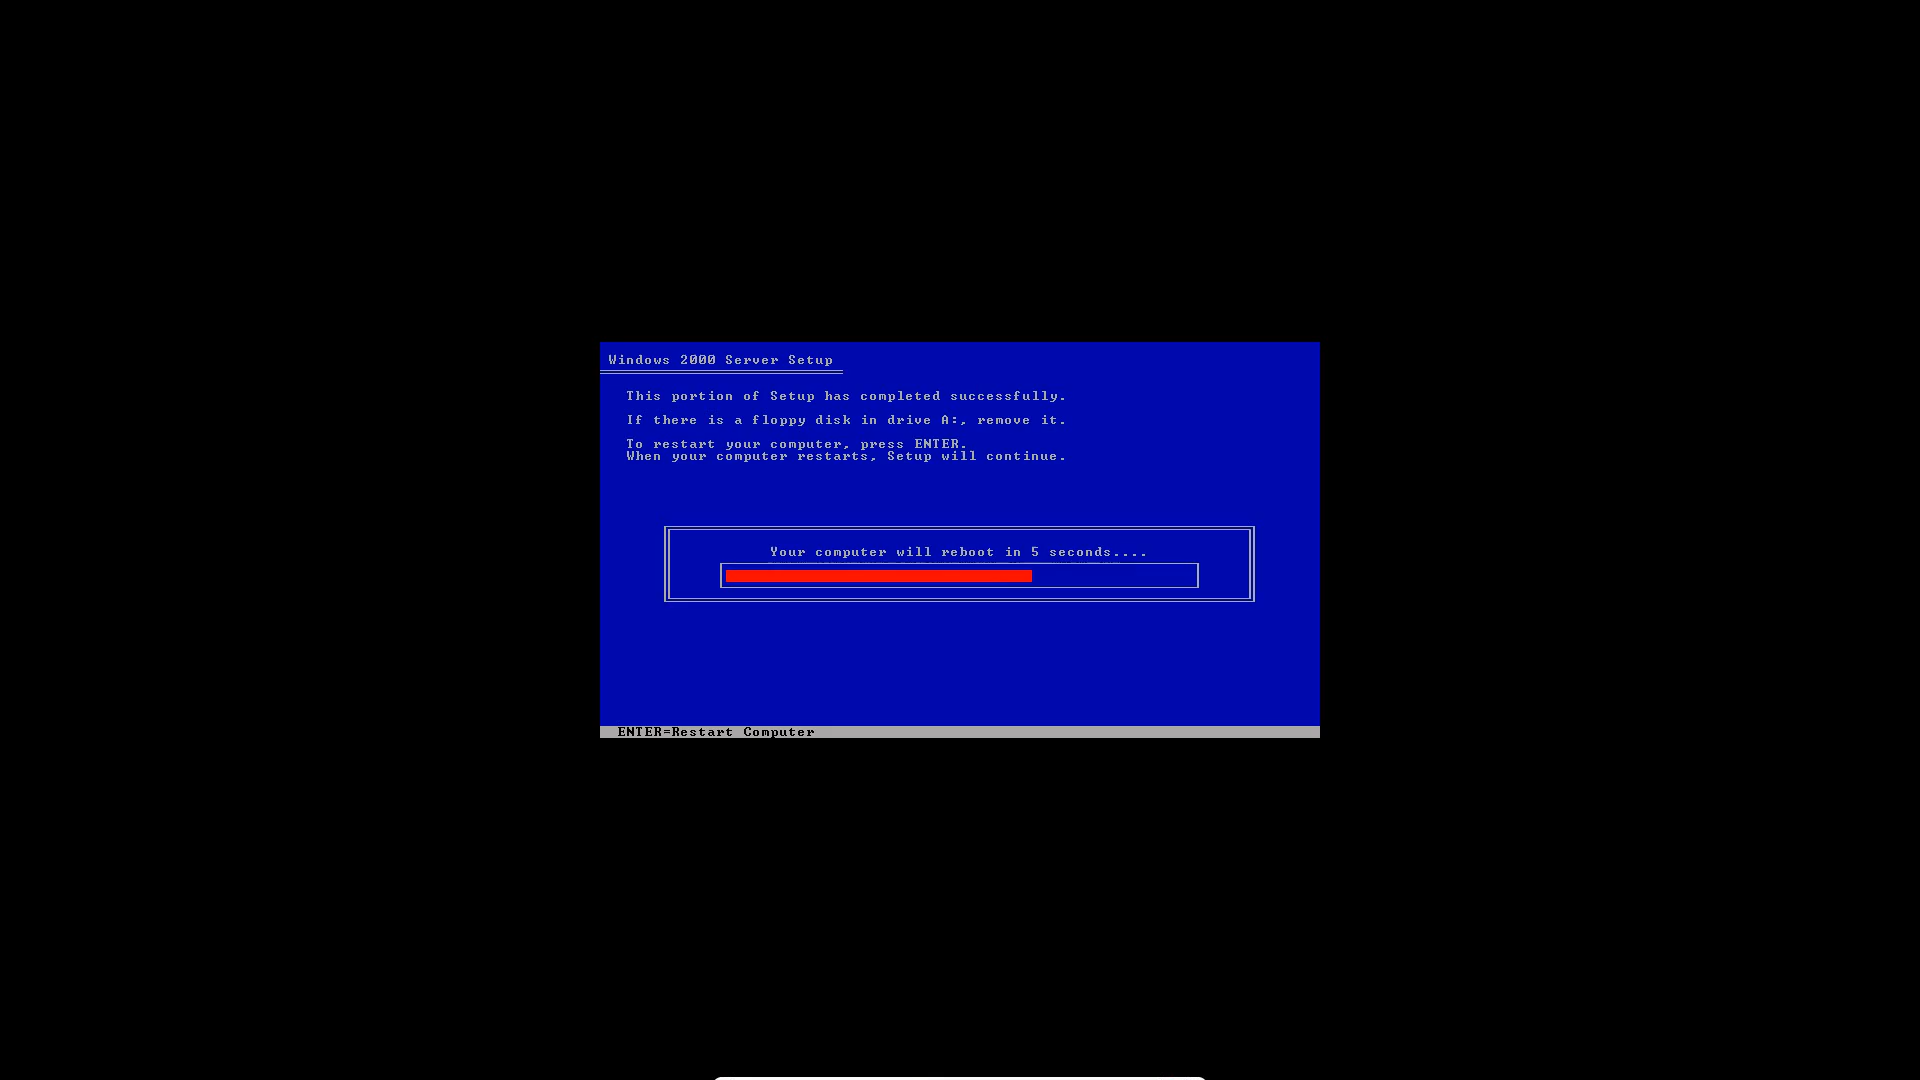 Windows 2000 Server Setup
This portion of Setup has completed successfully.
If there is a floppy disk in drive A:, remove it.
To restart your computer, press ENTER.
When your computer restarts, Setup will continue.
Your computer will reboot in 5 seconds....
ENTER=Restart Computer